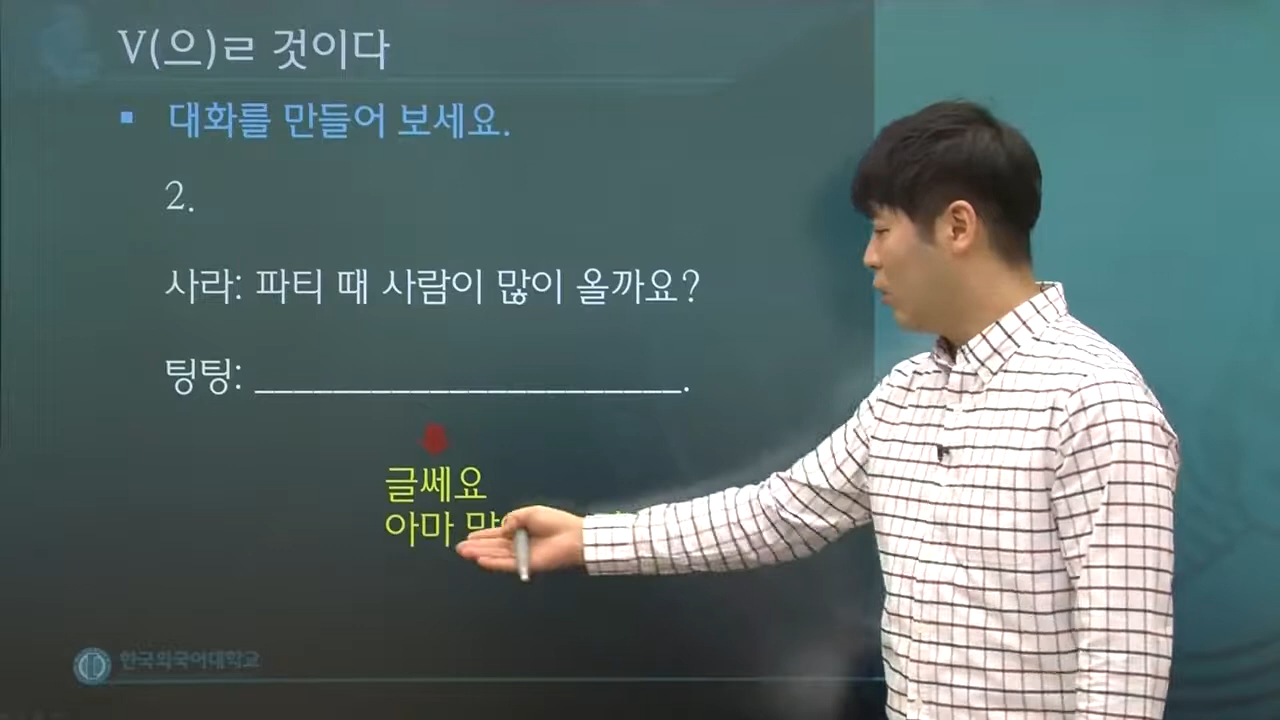 V(으)ㄹ 것이다
▪ 대화를 만들어 보세요.
2.
사라: 파티 때 사람이 많이 올까요?
팅팅: ______________________.
글쎄요
아마
한국외국어대학교